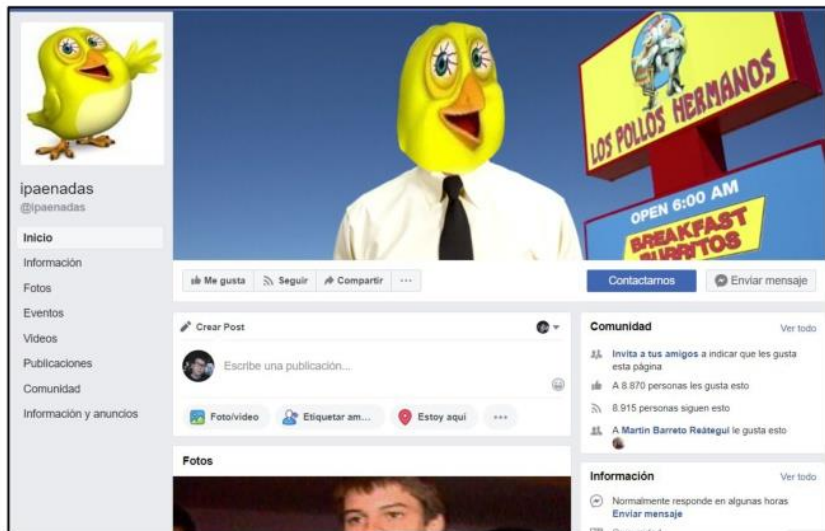 LOS POLLOS HERMANOS
OPEN 6:00 AM
BREAKFAST
BURRITOS
ipaenadas
@ipaenadas
Inicio
Información
Fotos
Eventos
Videos
Publicaciones
Comunidad
Información y anuncios
Me gusta
Seguir
Compartir
Contactarnos
Enviar mensaje
Crear Post
Escribe una publicación...
Foto/video
Etiquetar am...
Estoy aquí
Fotos
Comunidad
Ver todo
Invita a tus amigos a indicar que les gusta
esta página
A 8.870 personas les gusta esto
8.915 personas siguen esto
A Martín Barreto Reátegui le gusta esto
Información
Ver todo
Normalmente responde en algunas horas
Enviar mensaje